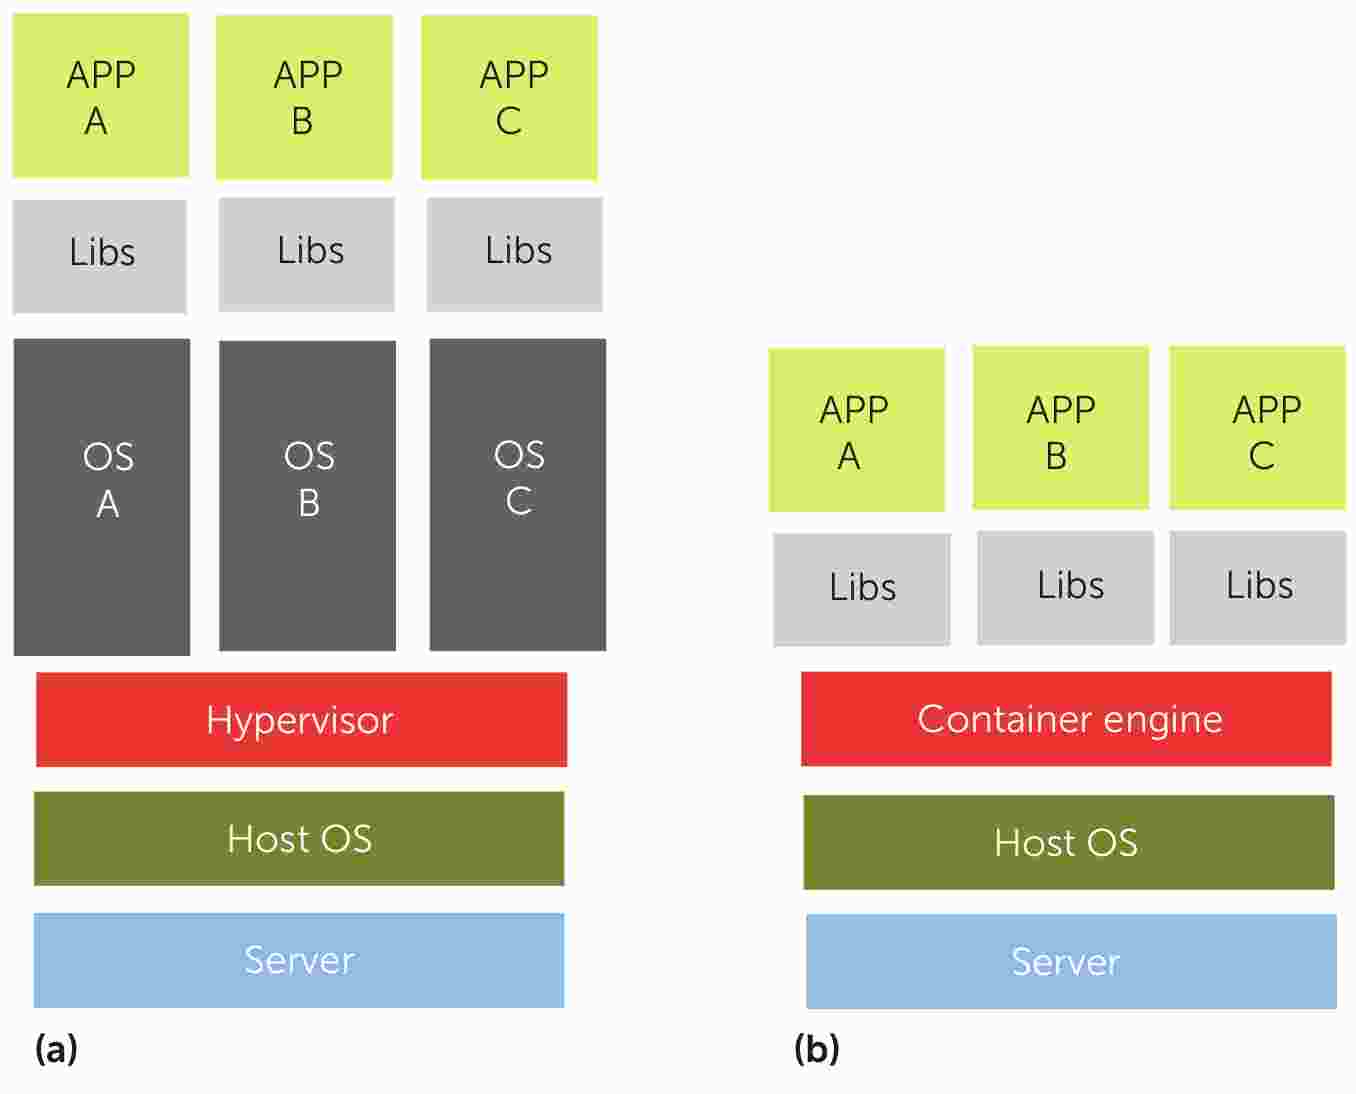 APP
A
APP
B
APP
C
Libs
Libs
Libs
OS
A
OS
B
OS
C
Hypervisor
Host OS
Server
(a)
APP
A
APP
B
APP
C
Libs
Libs
Libs
Container engine
Host OS
Server
(b)